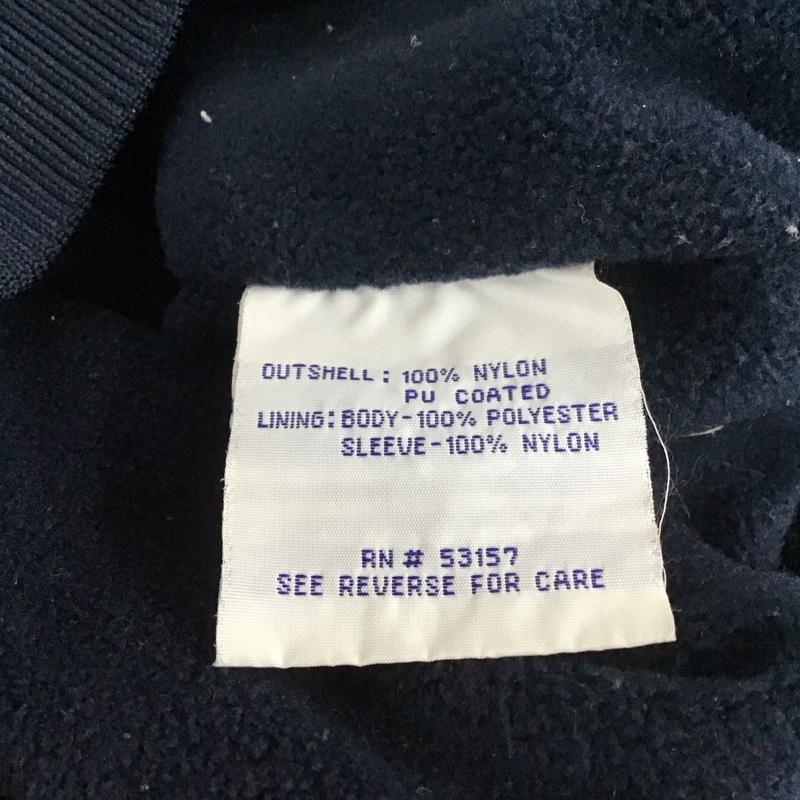 OUTSHELL: 100% NYLON
PU COATED
LINING: BODY-100% POLYESTER
SLEEVE-100% NYLON
RN # 53157
SEE REVERSE FOR CARE